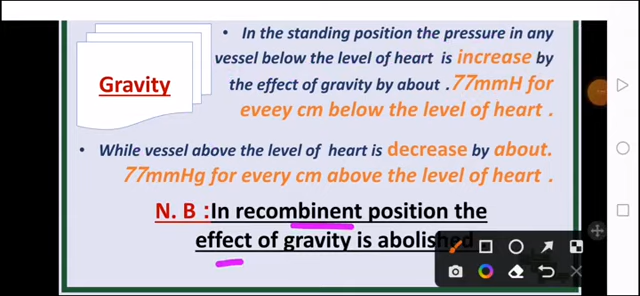 • In the standing position the pressure in any
vessel below the level of heart is increase by
the effect of gravity by about .77mmH for
eveey cm below the level of heart .
Gravity
• While vessel above the level of heart is decrease by about.
77mmHg for every cm above the level of heart .
N. B :In recombinent position the
effect of gravity is abolished